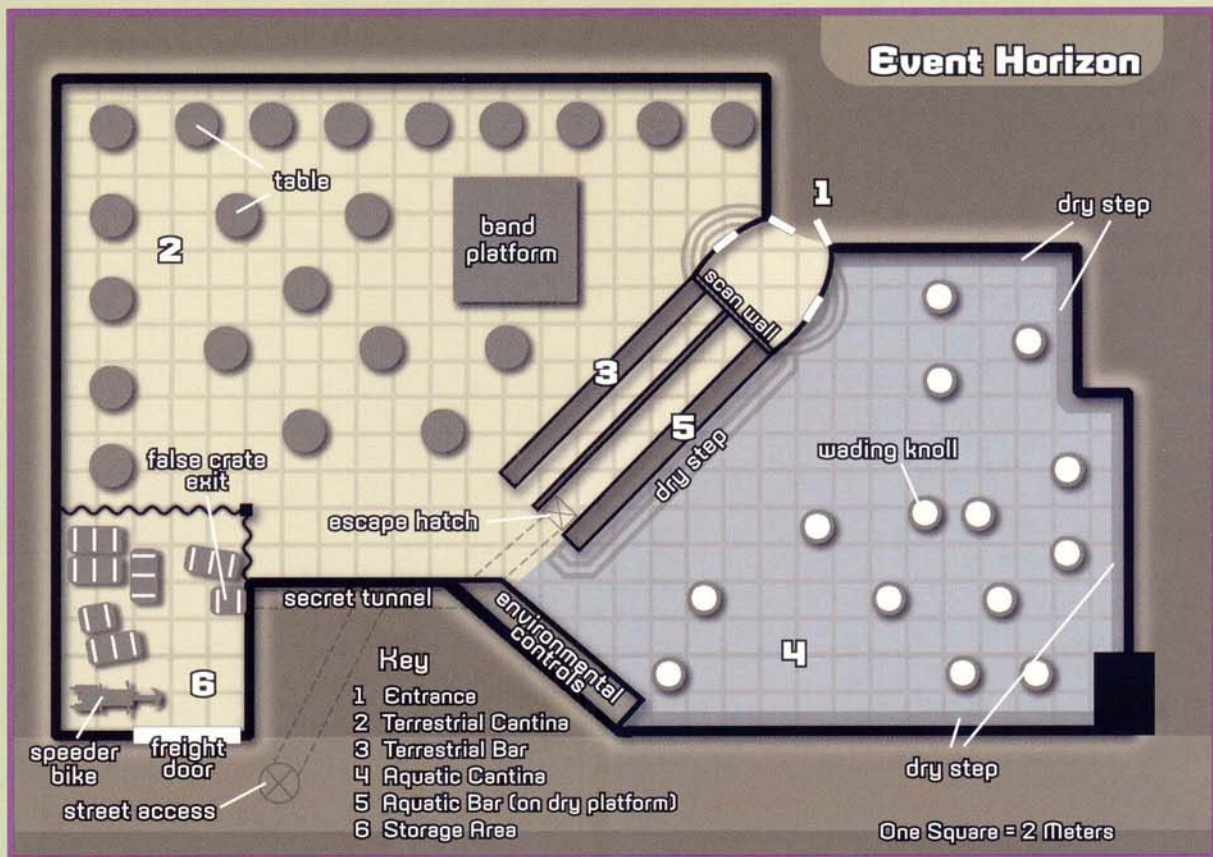 Event Horizon
1
dry step
table
2
band
platform
scan wall
3
5
dry step
wading knoll
false crate
exit
escape hatch
secret tunnel
environmental
controls
4
6
speeder
bike
freight
door
street access
dry step
Key
1 Entrance
2 Terrestrial Cantina
3 Terrestrial Bar
4 Aquatic Cantina
5 Aquatic Bar (on dry platform)
6 Storage Area
One Square = 2 Meters